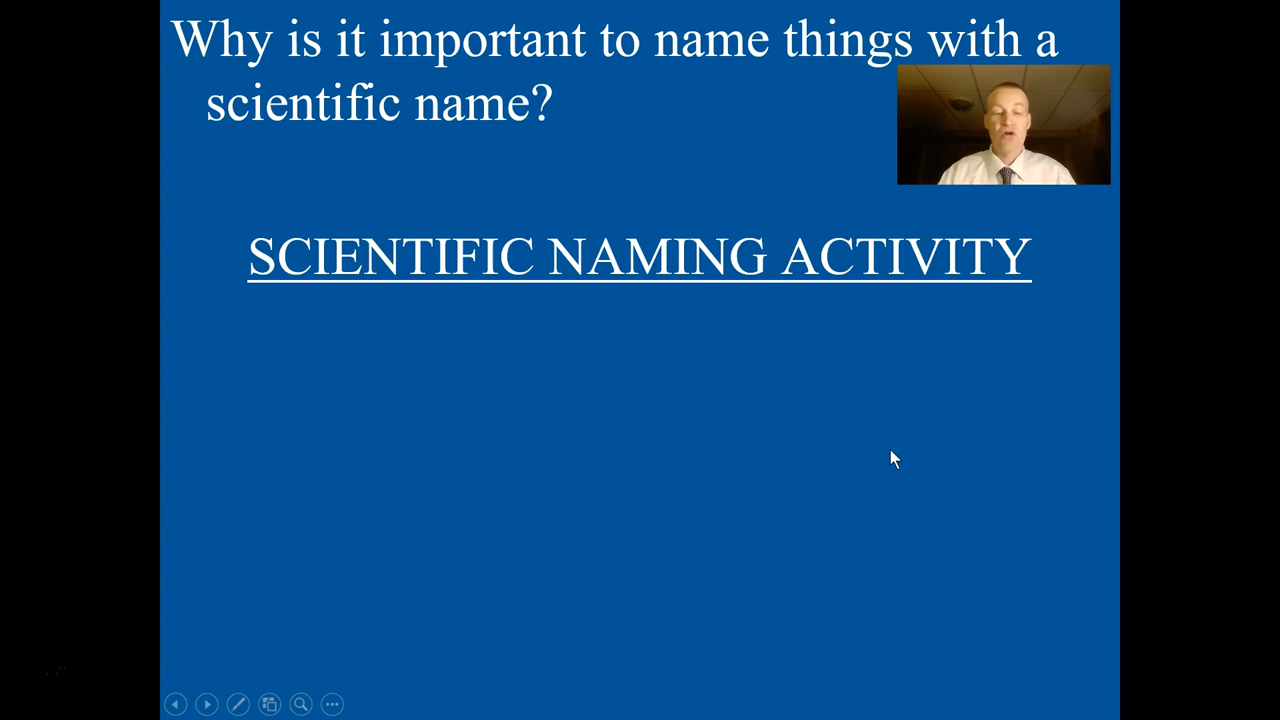 Why is it important to name things with a
scientific name?
SCIENTIFIC NAMING ACTIVITY